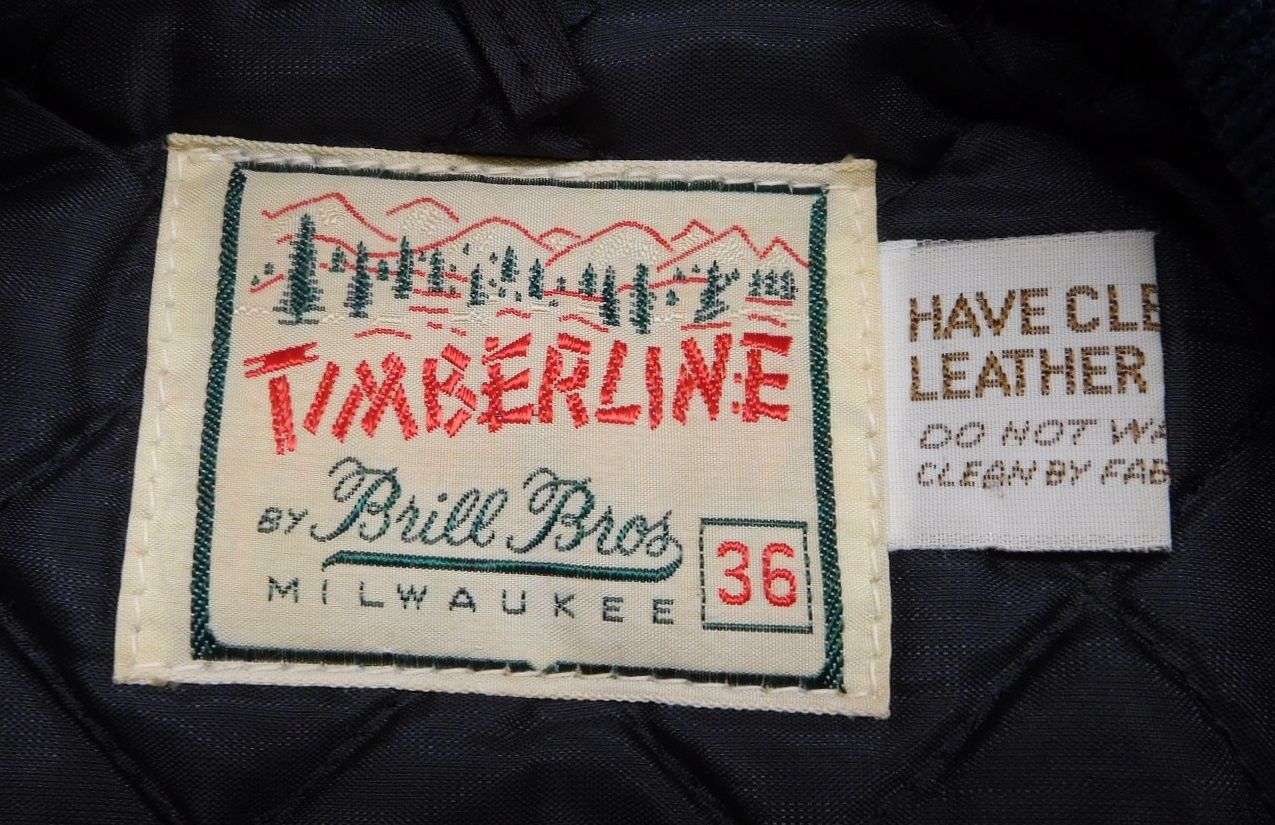 TIMBERLINE
BY Brill Bros
MILWAUKEE
36
HAVE CLE
LEATHER
DO NOT WA
CLEAN BY FAB